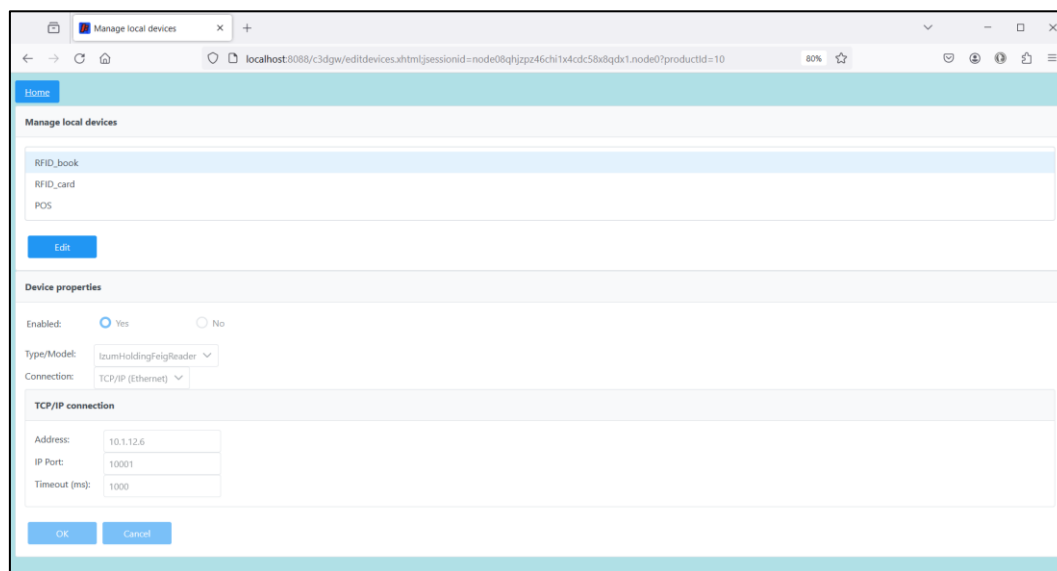 Manage local devices
localhost:8088/c3dgw/editdevices.xhtml;jsessionid=node08qhjzpz46chi1x4cdc58x8qdx1.node0?productId=10 80%
Home
Manage local devices
RFID_book
RFID_card
POS
Edit
Device properties
Enabled: Yes No
Type/Model: IzumHoldingFeigReader
Connection: TCP/IP (Ethernet)
TCP/IP connection
Address: 10.1.12.6
IP Port: 10001
Timeout (ms): 1000
OK Cancel